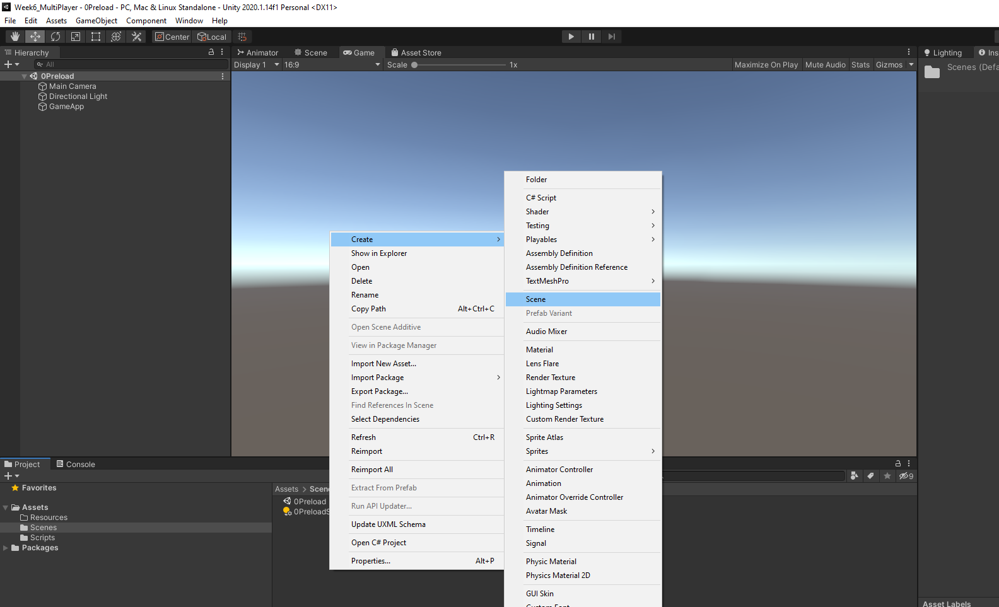 Week6_MultiPlayer - 0Preload - PC, Mac & Linux Standalone - Unity 2020.1.14f1 Personal <DX11>
File Edit Assets GameObject Component Window Help
Center Local
Hierarchy Animator Scene Game Asset Store Lighting Ins
All Display 1 16:9 Scale 1x Maximize On Play Mute Audio Stats Gizmos
Scenes (Defa
0Preload
Main Camera
Directional Light
GameApp
Create
Show in Explorer
Open
Delete
Rename
Copy Path Alt+Ctrl+C
Open Scene Additive
View in Package Manager
Import New Asset...
Import Package
Export Package...
Find References In Scene
Select Dependencies
Refresh Ctrl+R
Reimport
Reimport All
Extract From Prefab
Run API Updater...
Update UXML Schema
Open C# Project
Properties... Alt+P
Folder
C# Script
Shader
Testing
Playables
Assembly Definition
Assembly Definition Reference
TextMeshPro
Scene
Prefab Variant
Audio Mixer
Material
Lens Flare
Render Texture
Lightmap Parameters
Lighting Settings
Custom Render Texture
Sprite Atlas
Sprites
Animator Controller
Animation
Animator Override Controller
Avatar Mask
Timeline
Signal
Physic Material
Physics Material 2D
GUI Skin
Custom Font
Project Console
9
Favorites
Assets
Resources
Scenes
Scripts
Packages
Assets > Scene
0Preload
0PreloadS
Asset Labels